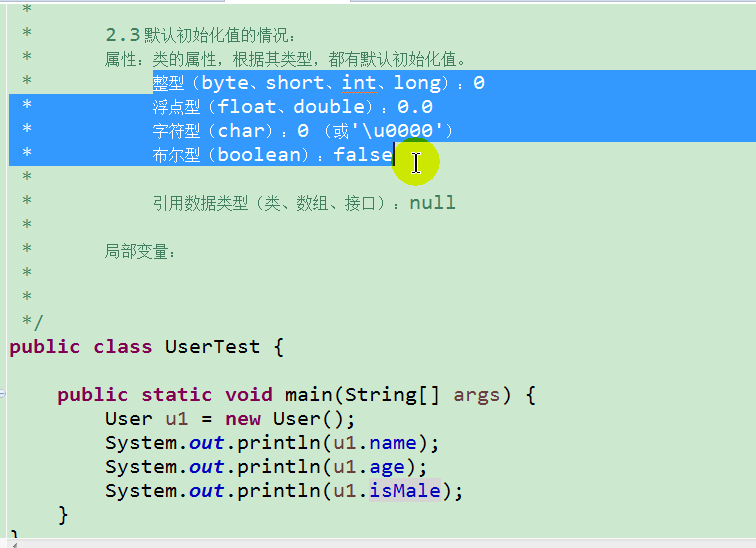 *
* 2.3默认初始化值的情况：
* 属性：类的属性，根据其类型，都有默认初始化值。
* 整型（byte、short、int、long）：0
* 浮点型（float、double）：0.0
* 字符型（char）：0 （或'\u0000'）
* 布尔型（boolean）：false
*
* 引用数据类型（类、数组、接口）：null
*
* 局部变量：
*
*
*/
public class UserTest {
public static void main(String[] args) {
User u1 = new User();
System.out.println(u1.name);
System.out.println(u1.age);
System.out.println(u1.isMale);
}
}